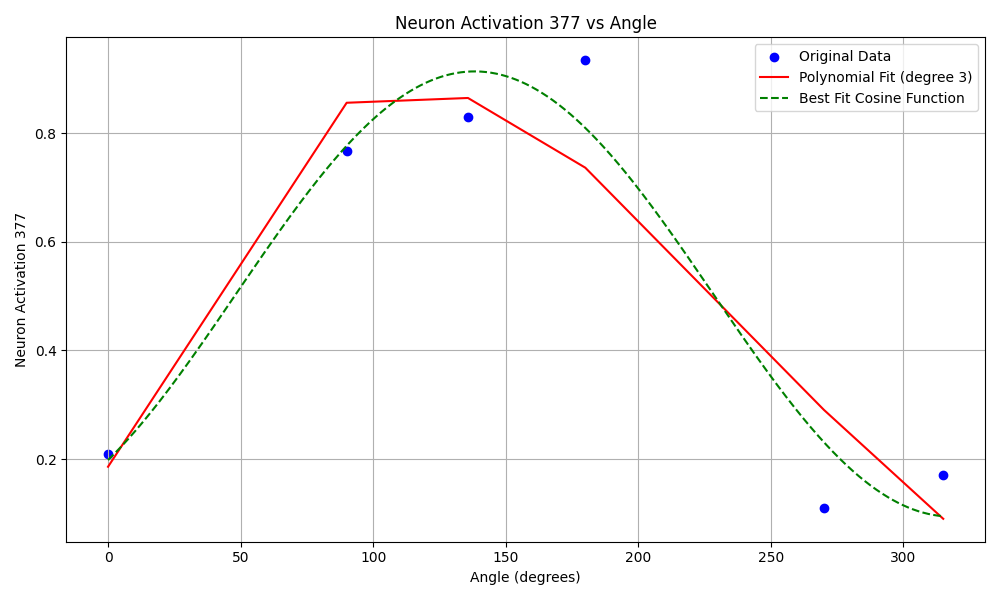 Neuron Activation 377 vs Angle
Original Data
Polynomial Fit (degree 3)
Best Fit Cosine Function
Neuron Activation 377
0.8
0.6
0.4
0.2
0 50 100 150 200 250 300
Angle (degrees)